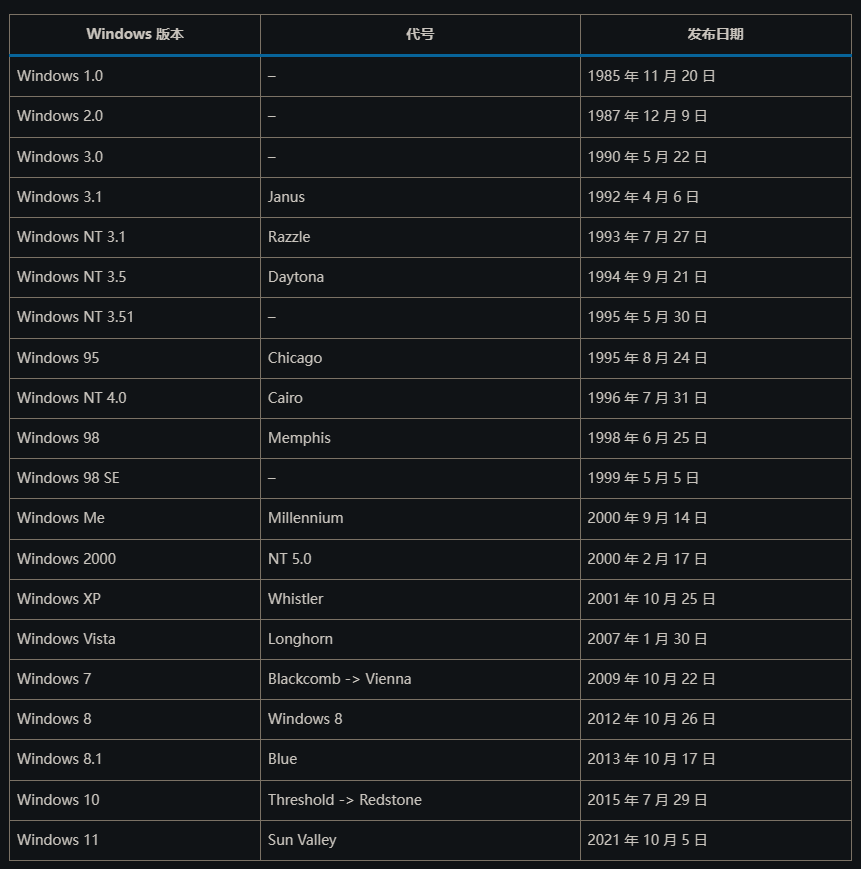 Windows 版本 代号 发布日期
Windows 1.0 – 1985 年 11 月 20 日
Windows 2.0 – 1987 年 12 月 9 日
Windows 3.0 – 1990 年 5 月 22 日
Windows 3.1 Janus 1992 年 4 月 6 日
Windows NT 3.1 Razzle 1993 年 7 月 27 日
Windows NT 3.5 Daytona 1994 年 9 月 21 日
Windows NT 3.51 – 1995 年 5 月 30 日
Windows 95 Chicago 1995 年 8 月 24 日
Windows NT 4.0 Cairo 1996 年 7 月 31 日
Windows 98 Memphis 1998 年 6 月 25 日
Windows 98 SE – 1999 年 5 月 5 日
Windows Me Millennium 2000 年 9 月 14 日
Windows 2000 NT 5.0 2000 年 2 月 17 日
Windows XP Whistler 2001 年 10 月 25 日
Windows Vista Longhorn 2007 年 1 月 30 日
Windows 7 Blackcomb -> Vienna 2009 年 10 月 22 日
Windows 8 Windows 8 2012 年 10 月 26 日
Windows 8.1 Blue 2013 年 10 月 17 日
Windows 10 Threshold -> Redstone 2015 年 7 月 29 日
Windows 11 Sun Valley 2021 年 10 月 5 日